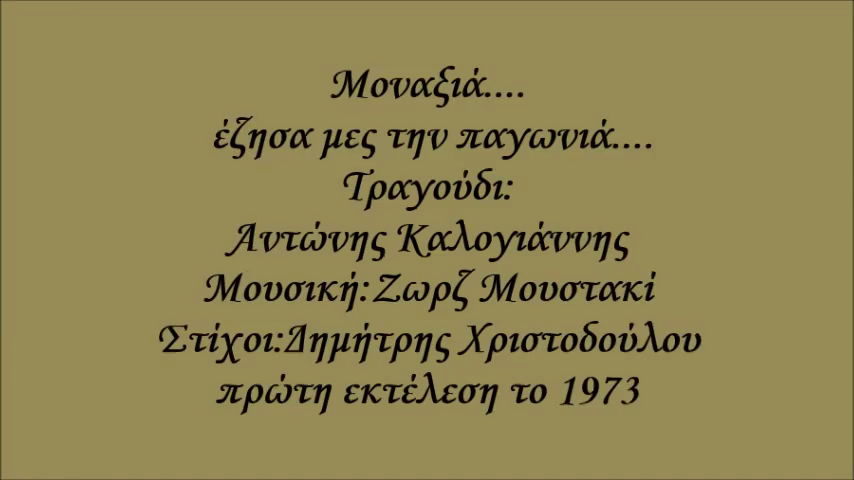 Μοναξιά....
έζησα μες την παγωνιά....
Τραγούδι:
Αντώνης Καλογιάννης
Μουσική:Ζωρζ Μουστακί
Στίχοι:Δημήτρης Χριστοδούλου
πρώτη εκτέλεση το 1973